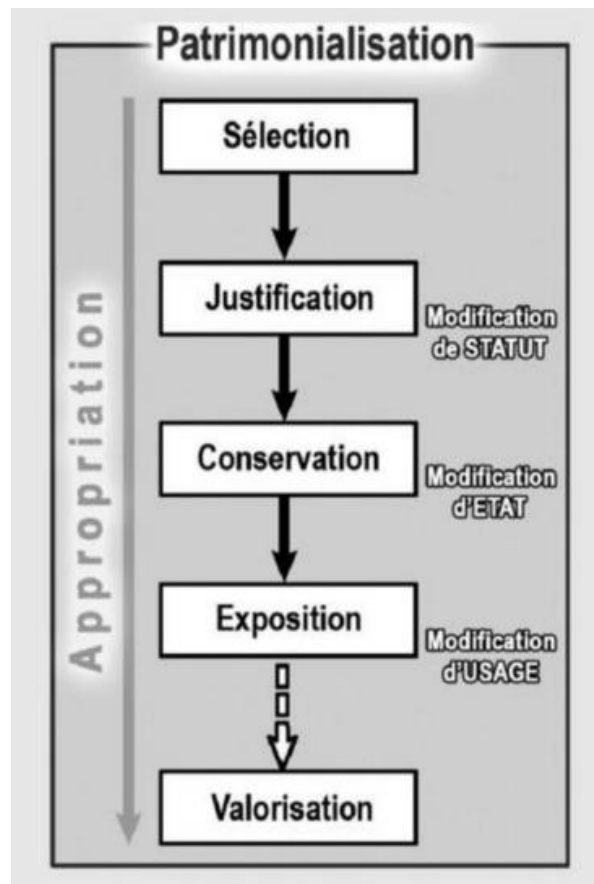 Patrimonialisation
Sélection
Justification
Modification
de STATUT
Conservation
Modification
d'ETAT
Exposition
Modification
d'USAGE
Valorisation
Appropriation